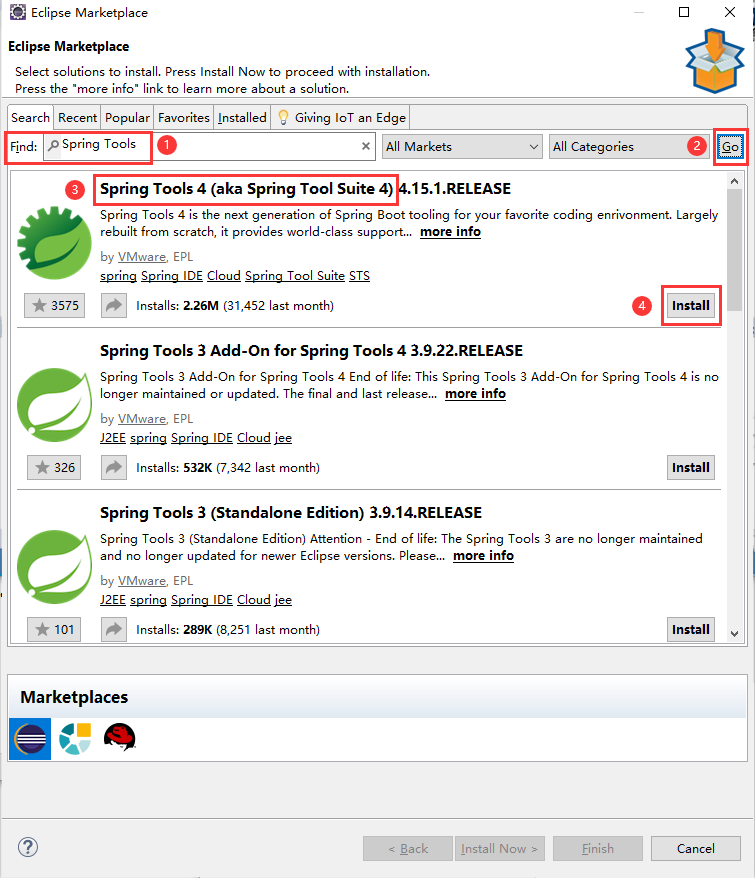 Eclipse Marketplace
Eclipse Marketplace
Select solutions to install. Press Install Now to proceed with installation.
Press the "more info" link to learn more about a solution.
Search Recent Popular Favorites Installed Giving IoT an Edge
Find: Spring Tools 1 All Markets All Categories 2 Go
3 Spring Tools 4 (aka Spring Tool Suite 4) 4.15.1.RELEASE
Spring Tools 4 is the next generation of Spring Boot tooling for your favorite coding enrivonment. Largely
rebuilt from scratch, it provides world-class support... more info
by VMware, EPL
spring Spring IDE Cloud Spring Tool Suite STS
3575 Installs: 2.26M (31,452 last month) 4 Install
Spring Tools 3 Add-On for Spring Tools 4 3.9.22.RELEASE
Spring Tools 3 Add-On for Spring Tools 4 End of life: This Spring Tools 3 Add-On for Spring Tools 4 is no
longer maintained or updated. The final and last release... more info
by VMware, EPL
J2EE spring Spring IDE Cloud jee
326 Installs: 532K (7,342 last month) Install
Spring Tools 3 (Standalone Edition) 3.9.14.RELEASE
Spring Tools 3 (Standalone Edition) Attention - End of life: The Spring Tools 3 are no longer maintained
and no longer updated for newer Eclipse versions. Please... more info
by VMware, EPL
J2EE spring Spring IDE Cloud jee
101 Installs: 289K (8,251 last month) Install
Marketplaces
? < Back Install Now > Finish Cancel